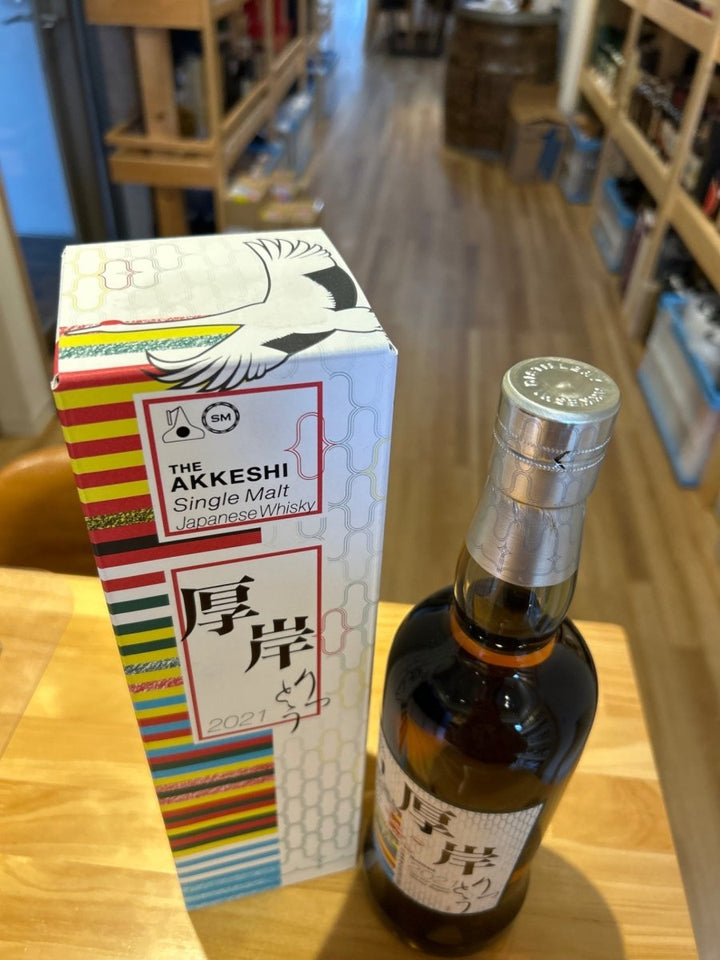 SM
THE
AKKESHI
Single Malt
Japanese Whisky
厚
岸
りっ
とう
2021
厚
岸
りっ
とう